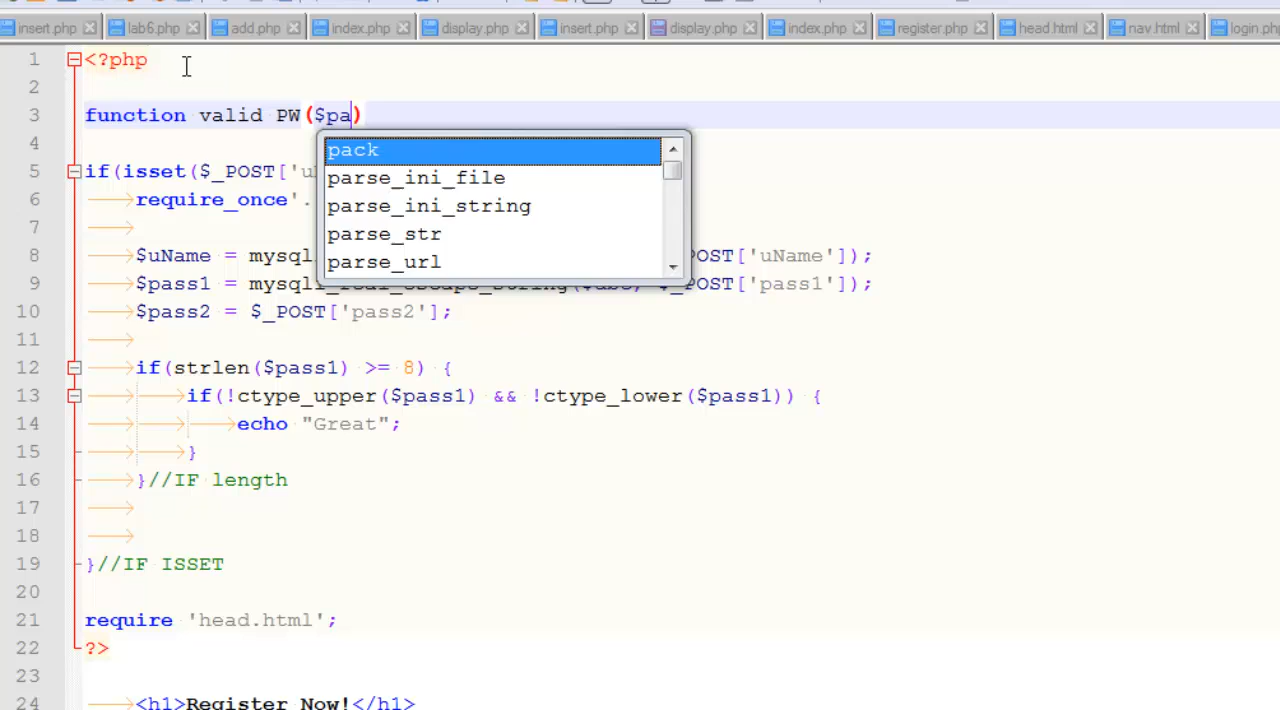 insert.php lab6.php add.php index.php display.php insert.php display.php index.php register.php head.html nav.html login.php
1 <?php
2
3 function valid PW($pa)
4
pack
parse_ini_file
parse_ini_string
parse_str
parse_url
5 if(isset($_POST['u
6 require_once'.
7
8 $uName = mysql POST['uName']);
9 $pass1 = mysqli_real_escape_string($dbc, $_POST['pass1']);
10 $pass2 = $_POST['pass2'];
11
12 if(strlen($pass1) >= 8) {
13 if(!ctype_upper($pass1) && !ctype_lower($pass1)) {
14 echo "Great";
15 }
16 }//IF length
17
18
19 }//IF ISSET
20
21 require 'head.html';
22 ?>
23
24 <h1>Register Now!</h1>